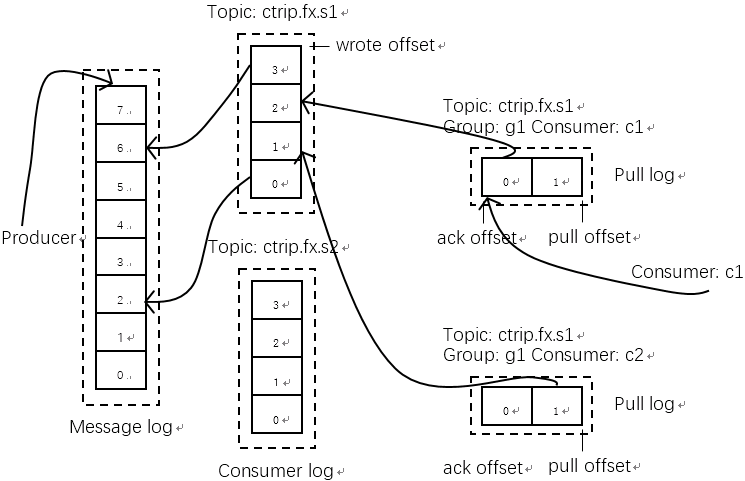 Topic: ctrip.fx.s1
wrote offset
3
2
1
0
7
6
5
4
3
2
1
0
Producer
Message log
Topic: ctrip.fx.s2
3
2
1
0
Consumer log
Topic: ctrip.fx.s1
Group: g1 Consumer: c1
0
1
Pull log
ack offset
pull offset
Consumer: c1
Topic: ctrip.fx.s1
Group: g1 Consumer: c2
0
1
Pull log
ack offset
pull offset